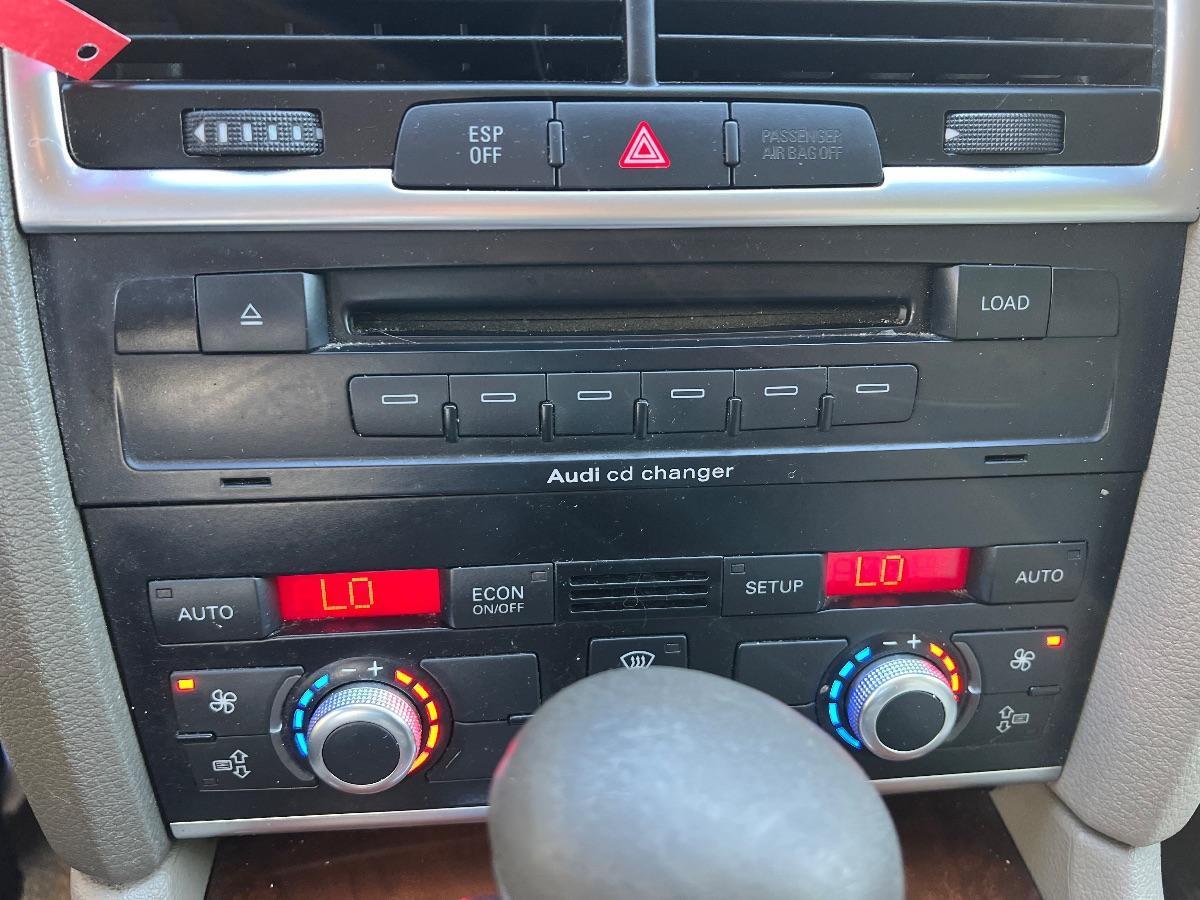 ESP
OFF
PASSENGER
AIR BAG OFF
LOAD
Audi cd changer
AUTO
LO
ECON
ON/OFF
SETUP
LO
AUTO
- +
- +